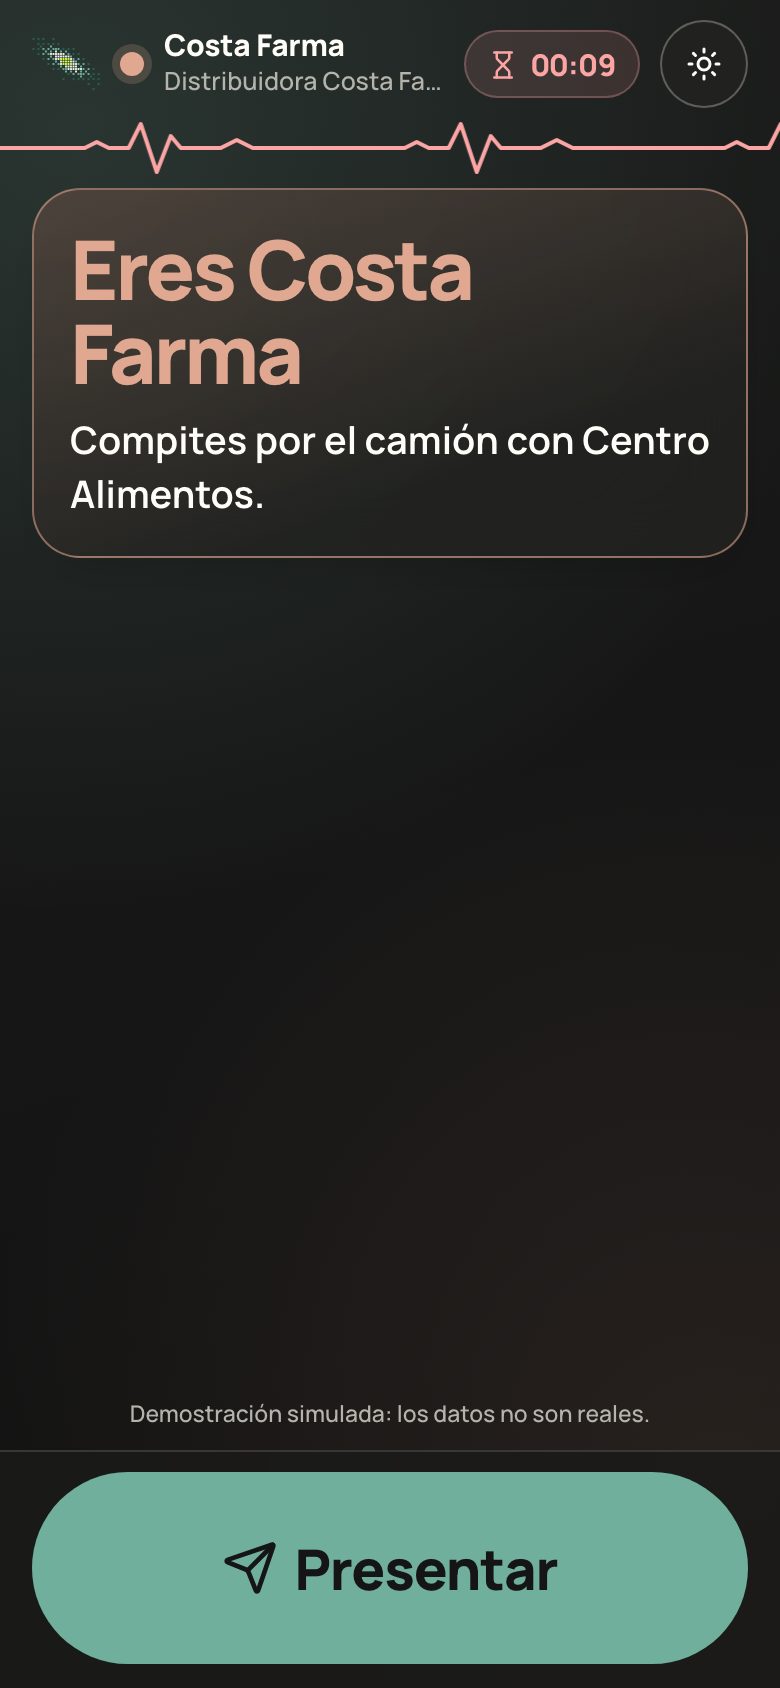 Costa Farma
Distribuidora Costa Fa...
00:09
Eres Costa
Farma
Compites por el camión con Centro
Alimentos.
Demostración simulada: los datos no son reales.
Presentar